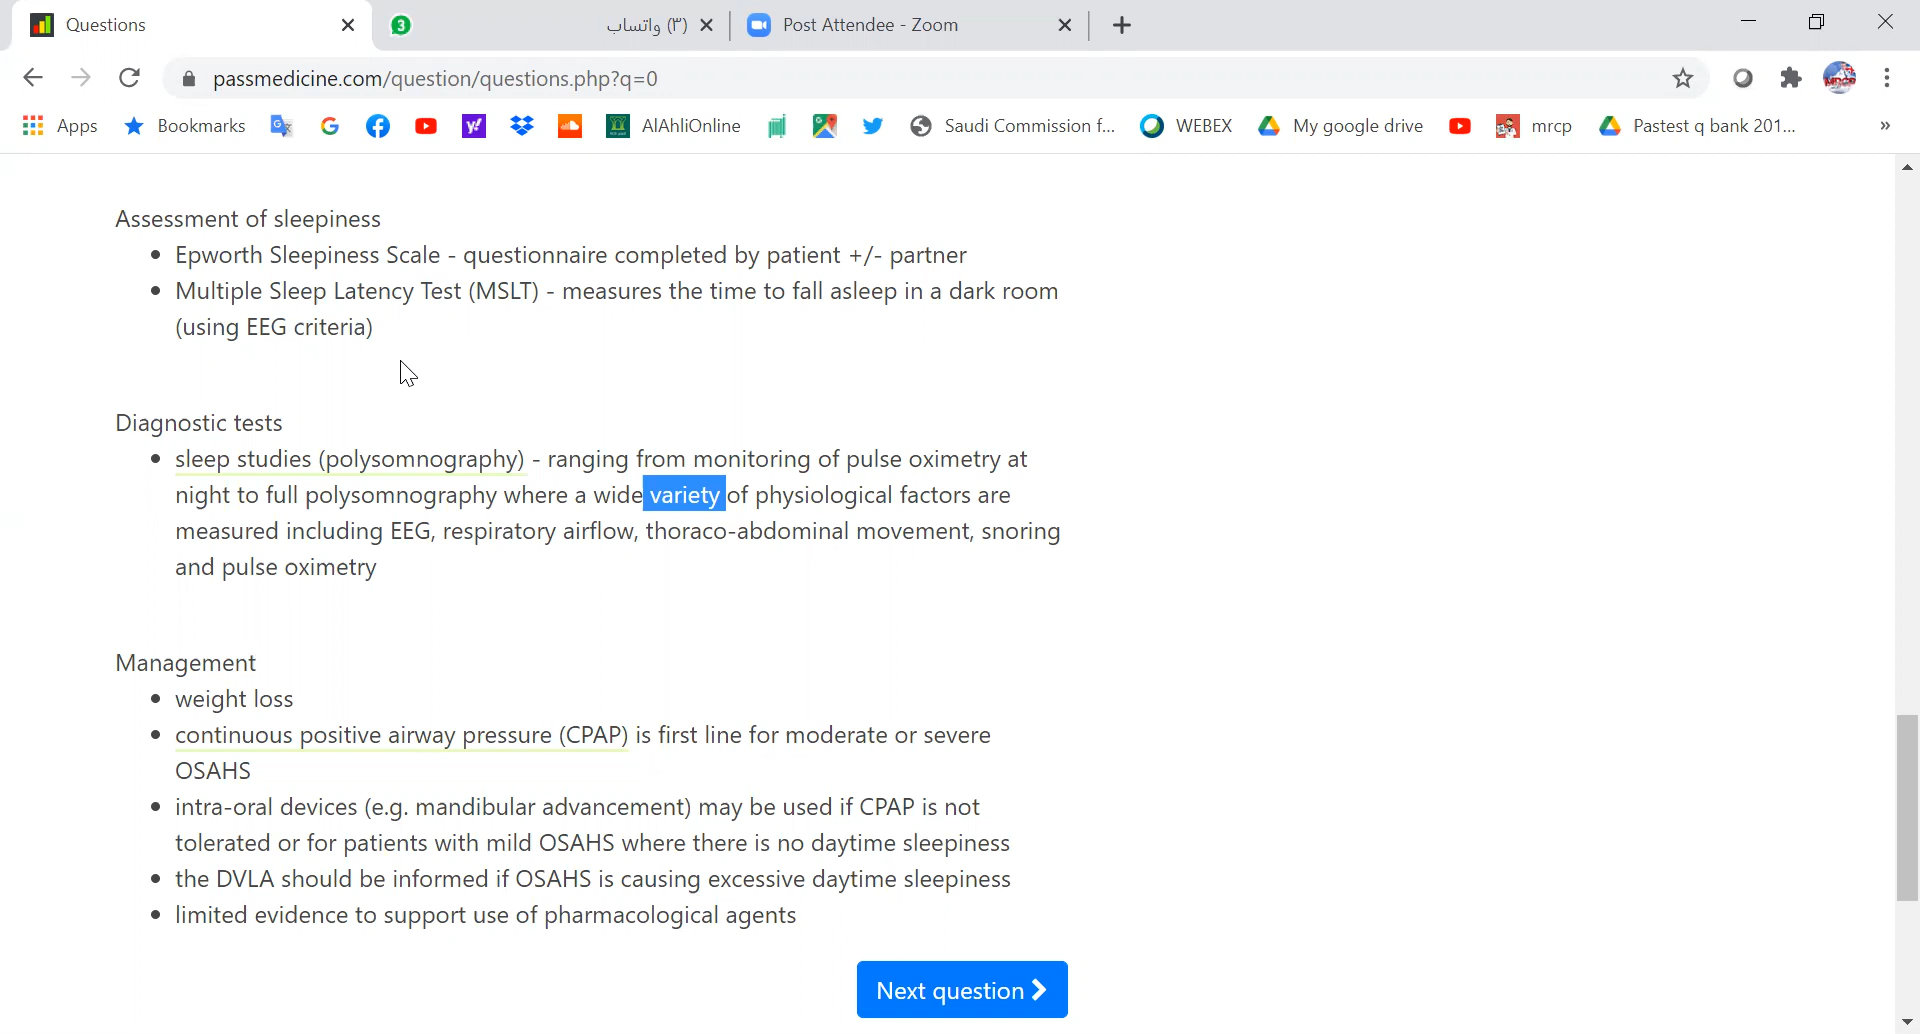 Questions
3
(٣) واتساب
Post Attendee - Zoom
passmedicine.com/question/questions.php?q=0
Apps
Bookmarks
AlAhliOnline
Saudi Commission f...
WEBEX
My google drive
mrcp
Pastest q bank 201...
»
Assessment of sleepiness
• Epworth Sleepiness Scale - questionnaire completed by patient +/- partner
• Multiple Sleep Latency Test (MSLT) - measures the time to fall asleep in a dark room
(using EEG criteria)
Diagnostic tests
• sleep studies (polysomnography) - ranging from monitoring of pulse oximetry at
night to full polysomnography where a wide variety of physiological factors are
measured including EEG, respiratory airflow, thoraco-abdominal movement, snoring
and pulse oximetry
Management
• weight loss
• continuous positive airway pressure (CPAP) is first line for moderate or severe
OSAHS
• intra-oral devices (e.g. mandibular advancement) may be used if CPAP is not
tolerated or for patients with mild OSAHS where there is no daytime sleepiness
• the DVLA should be informed if OSAHS is causing excessive daytime sleepiness
• limited evidence to support use of pharmacological agents
Next question